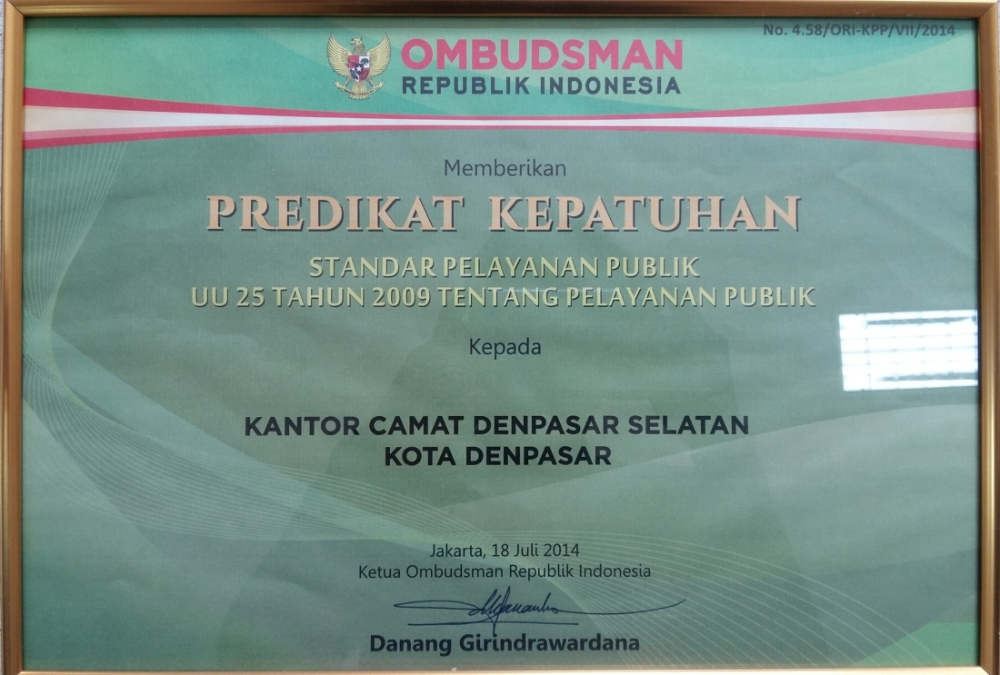 No. 4.58/ORI-KPP/VII/2014
OMBUDSMAN
REPUBLIK INDONESIA
Memberikan
PREDIKAT KEPATUHAN
STANDAR PELAYANAN PUBLIK
UU 25 TAHUN 2009 TENTANG PELAYANAN PUBLIK
Kepada
KANTOR CAMAT DENPASAR SELATAN
KOTA DENPASAR
Jakarta, 18 Juli 2014
Ketua Ombudsman Republik Indonesia
Danang Girindrawardana